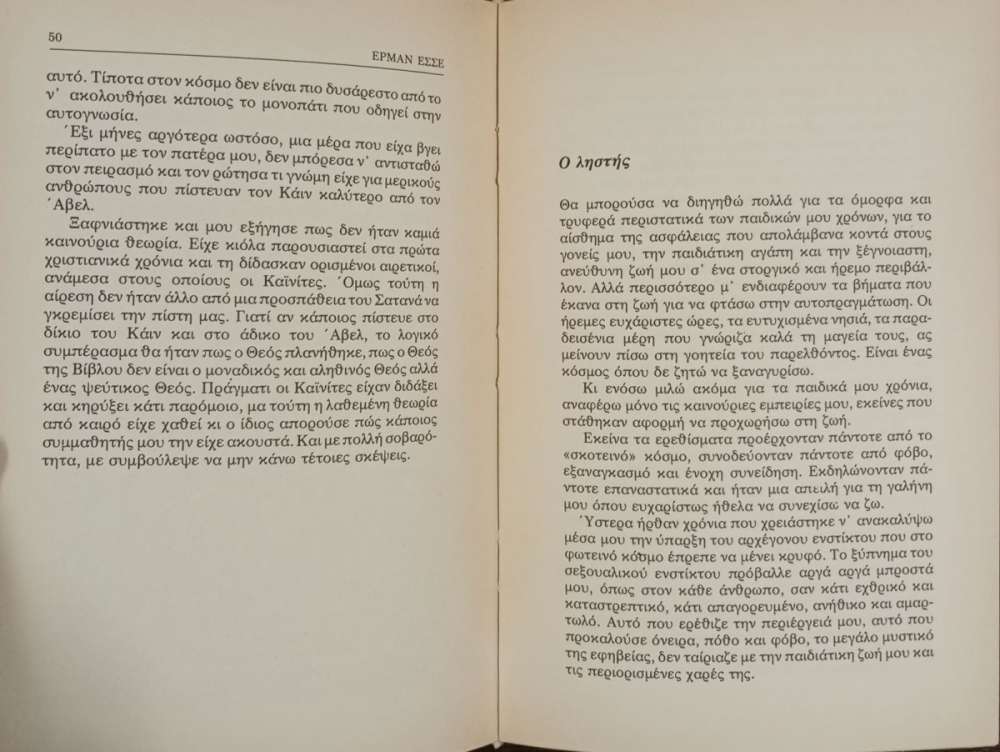 50
ΕΡΜΑΝ ΕΣΣΕ
αυτό. Τίποτα στον κόσμο δεν είναι πιο δυσάρεστο από το
ν᾽ ακολουθήσει κάποιος το μονοπάτι που οδηγεί στην
αυτογνωσία.
Ἕξι μήνες αργότερα ωστόσο, μια μέρα που είχα βγει
περίπατο με τον πατέρα μου, δεν μπόρεσα ν᾽ αντισταθώ
στον πειρασμό και τον ρώτησα τι γνώμη είχε για μερικούς
ανθρώπους που πίστευαν τον Κάιν καλύτερο από τον
Ἄβελ.
Ξαφνιάστηκε και μου εξήγησε πως δεν ήταν καμιά
καινούρια θεωρία. Είχε κιόλα παρουσιαστεί στα πρώτα
χριστιανικά χρόνια και τη δίδασκαν ορισμένοι αιρετικοί,
ανάμεσα στους οποίους οι Καϊνίτες. Ὅμως τούτη η
αίρεση δεν ήταν άλλο από μια προσπάθεια του Σατανά να
γκρεμίσει την πίστη μας. Γιατί αν κάποιος πίστευε στο
δίκιο του Κάιν και στο άδικο του Ἄβελ, το λογικό
συμπέρασμα θα ήταν πως ο Θεός πλανήθηκε, πως ο Θεός
της Βίβλου δεν είναι ο μοναδικός και αληθινός Θεός αλλά
ένας ψεύτικος Θεός. Πράγματι οι Καϊνίτες είχαν διδάξει
και κηρύξει κάτι παρόμοιο, μα τούτη η λαθεμένη θεωρία
από καιρό είχε χαθεί κι ο ίδιος απορούσε πώς κάποιος
συμμαθητής μου την είχε ακουστά. Και με πολλή σοβαρό-
τητα, με συμβούλεψε να μην κάνω τέτοιες σκέψεις.
Ο ληστής
Θα μπορούσα να διηγηθώ πολλά για τα όμορφα και
τρυφερά περιστατικά των παιδικών μου χρόνων, για το
αίσθημα της ασφάλειας που απολάμβανα κοντά στους
γονείς μου, την παιδιάτικη αγάπη και την ξέγνοιαστη,
ανεύθυνη ζωή μου σ᾽ ένα στοργικό και ήρεμο περιβάλ-
λον. Αλλά περισσότερο μ᾽ ενδιαφέρουν τα βήματα που
έκανα στη ζωή για να φτάσω στην αυτοπραγμάτωση. Οι
ήρεμες ευχάριστες ώρες, τα ευτυχισμένα νησιά, τα παρα-
δεισένια μέρη που γνώριζα καλά τη μαγεία τους, ας
μείνουν πίσω στη γοητεία του παρελθόντος. Είναι ένας
κόσμος όπου δε ζητώ να ξαναγυρίσω.
Κι ενόσω μιλώ ακόμα για τα παιδικά μου χρόνια,
αναφέρω μόνο τις καινούριες εμπειρίες μου, εκείνες που
στάθηκαν αφορμή να προχωρήσω στη ζωή.
Εκείνα τα ερεθίσματα προέρχονταν πάντοτε από το
«σκοτεινό» κόσμο, συνοδεύονταν πάντοτε από φόβο,
εξαναγκασμό και ένοχη συνείδηση. Εκδηλώνονταν πά-
ντοτε επαναστατικά και ήταν μια απειλή για τη γαλήνη
μου όπου ευχαρίστως ήθελα να συνεχίσω να ζω.
Ὕστερα ήρθαν χρόνια που χρειάστηκε ν᾽ ανακαλύψω
μέσα μου την ύπαρξη του αρχέγονου ενστίκτου που στο
φωτεινό κόσμο έπρεπε να μένει κρυφό. Το ξύπνημα του
σεξουαλικού ενστίκτου πρόβαλλε αργά αργά μπροστά
μου, όπως στον κάθε άνθρωπο, σαν κάτι εχθρικό και
καταστρεπτικό, κάτι απαγορευμένο, ανήθικο και αμαρ-
τωλό. Αυτό που ερέθιζε την περιέργειά μου, αυτό που
προκαλούσε όνειρα, πόθο και φόβο, το μεγάλο μυστικό
της εφηβείας, δεν ταίριαζε με την παιδιάτικη ζωή μου και
τις περιορισμένες χαρές της.